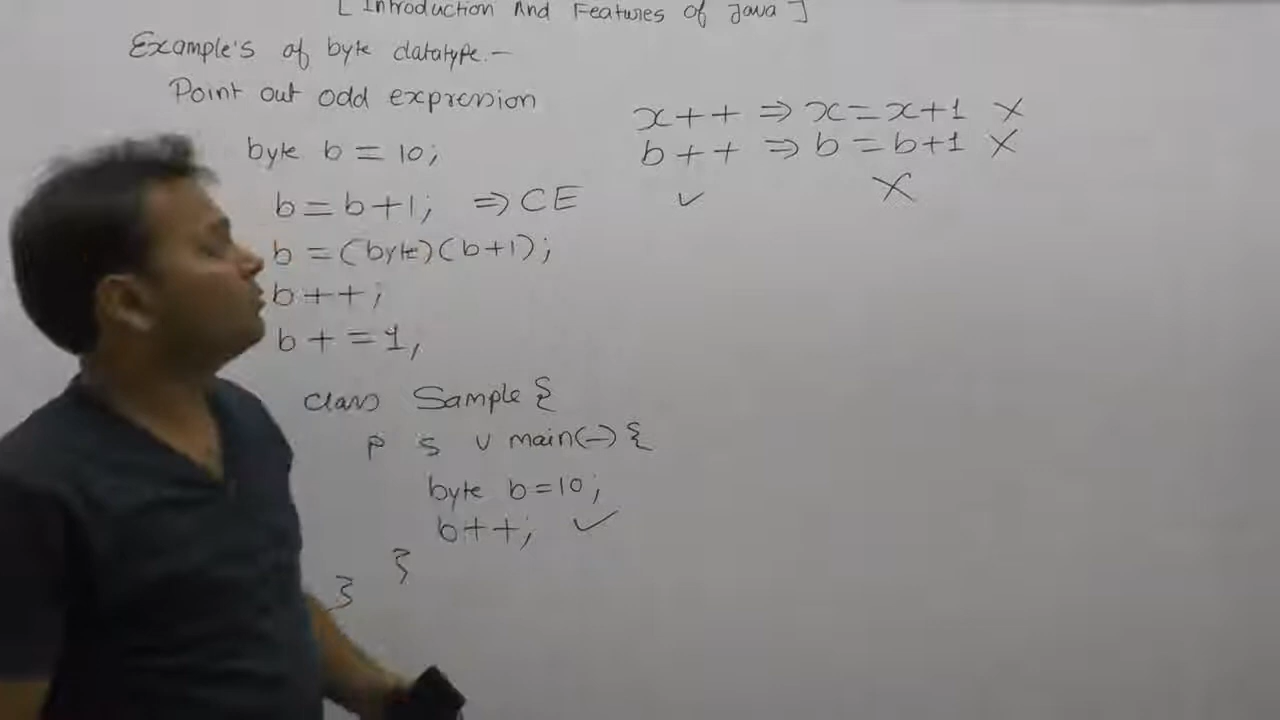 [ Introduction And Features of Java ]
Example's of byte datatype. -
Point out odd expression
byte b = 10;
b = b+1; ⇒ CE
b = (byte)(b+1);
b++;
b+=1,
class Sample {
P S V main(-) {
byte b=10;
b++; ✓
}
}
x++ ⇒ x=x+1 X
b++ ⇒ b=b+1 X
✓ X